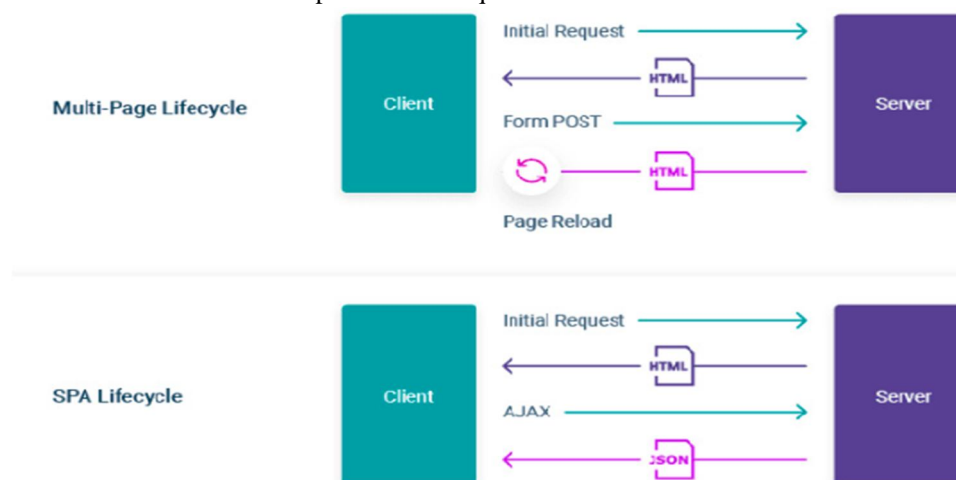 Initial Request
HTML
Multi-Page Lifecycle
Client
Server
Form POST
HTML
Page Reload
Initial Request
HTML
SPA Lifecycle
Client
Server
AJAX
JSON